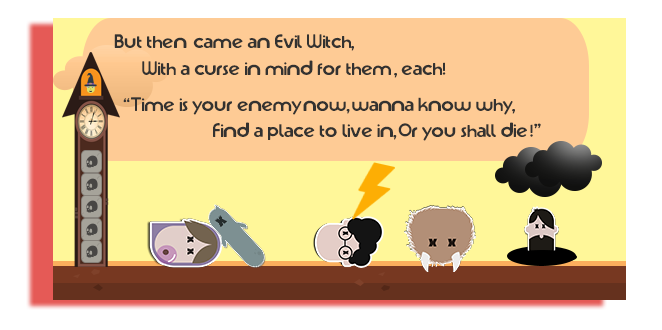 But then came an Evil Witch,
With a curse in mind for them, each!
“Time is your enemy now, wanna know why,
Find a place to live in, Or you shall die!”